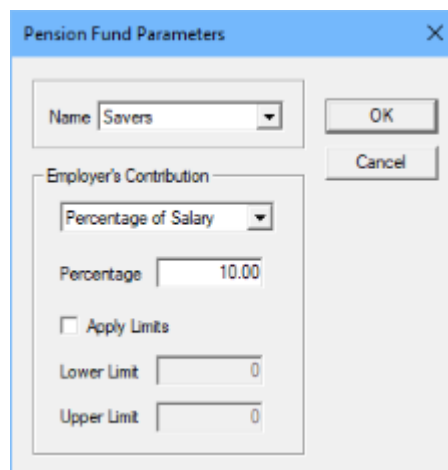 Pension Fund Parameters
Name Savers
OK
Cancel
Employer's Contribution
Percentage of Salary
Percentage 10.00
Apply Limits
Lower Limit 0
Upper Limit 0